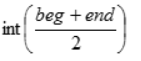 int((beg + end)/2)